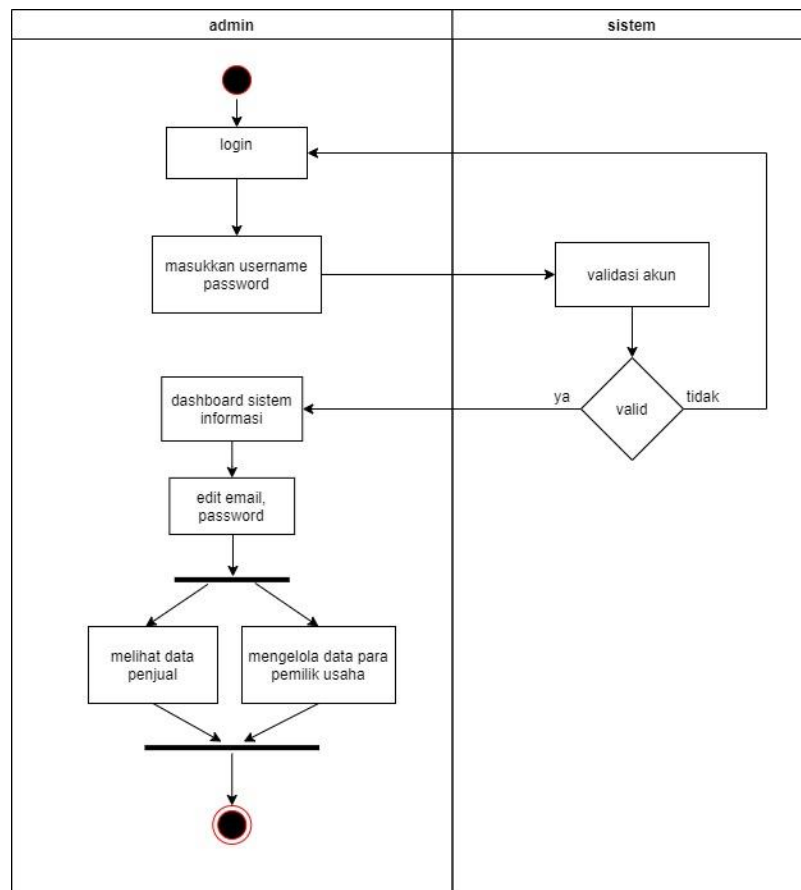 admin
sistem
login
masukkan username
password
validasi akun
dashboard sistem
informasi
ya
valid
tidak
edit email,
password
melihat data
penjual
mengelola data para
pemilik usaha